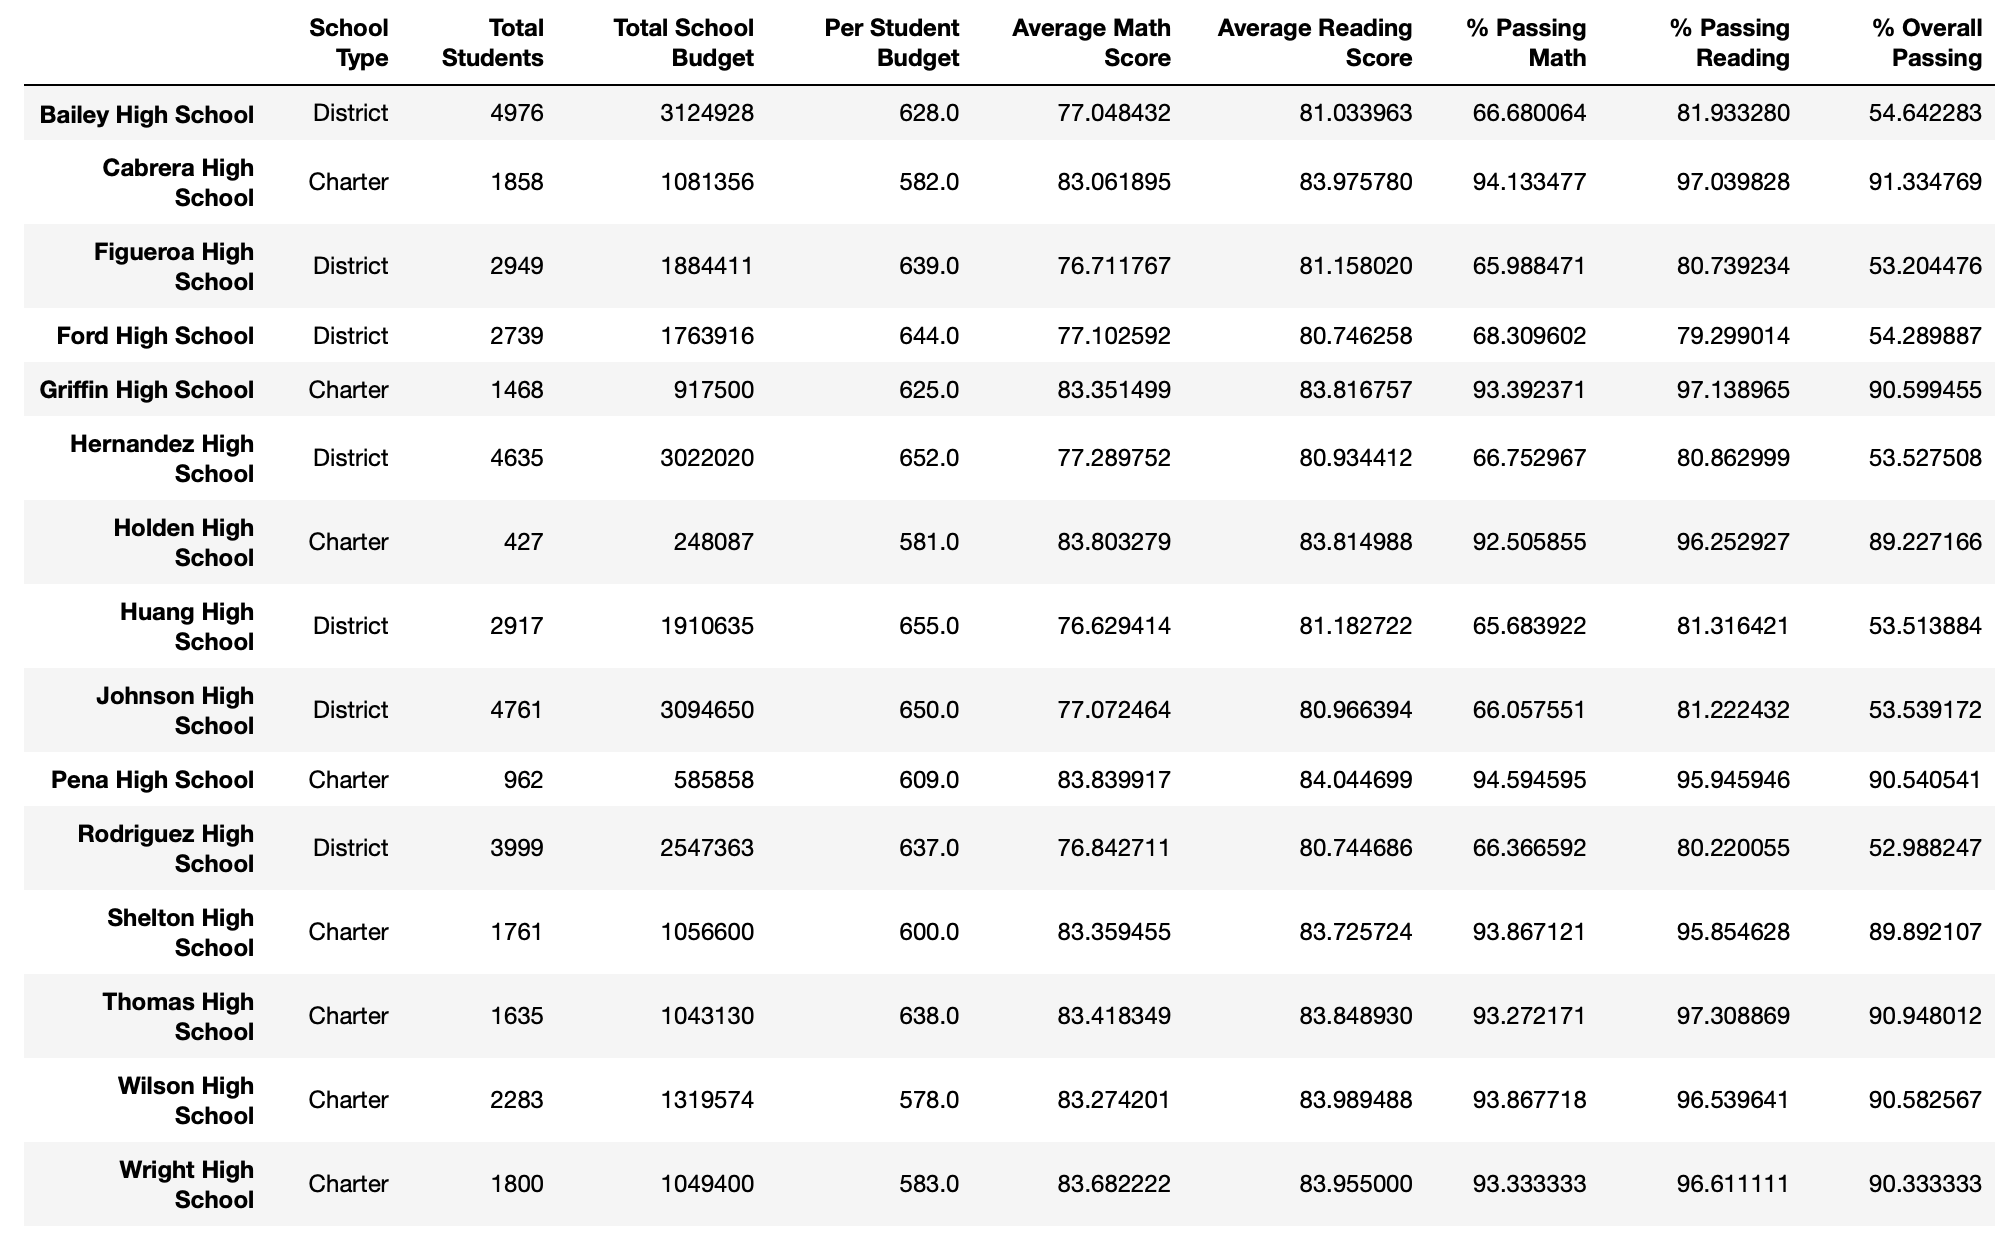 School Type Total Students Total School Budget Per Student Budget Average Math Score Average Reading Score % Passing Math % Passing Reading % Overall Passing
Bailey High School District 4976 3124928 628.0 77.048432 81.033963 66.680064 81.933280 54.642283
Cabrera High School Charter 1858 1081356 582.0 83.061895 83.975780 94.133477 97.039828 91.334769
Figueroa High School District 2949 1884411 639.0 76.711767 81.158020 65.988471 80.739234 53.204476
Ford High School District 2739 1763916 644.0 77.102592 80.746258 68.309602 79.299014 54.289887
Griffin High School Charter 1468 917500 625.0 83.351499 83.816757 93.392371 97.138965 90.599455
Hernandez High School District 4635 3022020 652.0 77.289752 80.934412 66.752967 80.862999 53.527508
Holden High School Charter 427 248087 581.0 83.803279 83.814988 92.505855 96.252927 89.227166
Huang High School District 2917 1910635 655.0 76.629414 81.182722 65.683922 81.316421 53.513884
Johnson High School District 4761 3094650 650.0 77.072464 80.966394 66.057551 81.222432 53.539172
Pena High School Charter 962 585858 609.0 83.839917 84.044699 94.594595 95.945946 90.540541
Rodriguez High School District 3999 2547363 637.0 76.842711 80.744686 66.366592 80.220055 52.988247
Shelton High School Charter 1761 1056600 600.0 83.359455 83.725724 93.867121 95.854628 89.892107
Thomas High School Charter 1635 1043130 638.0 83.418349 83.848930 93.272171 97.308869 90.948012
Wilson High School Charter 2283 1319574 578.0 83.274201 83.989488 93.867718 96.539641 90.582567
Wright High School Charter 1800 1049400 583.0 83.682222 83.955000 93.333333 96.611111 90.333333